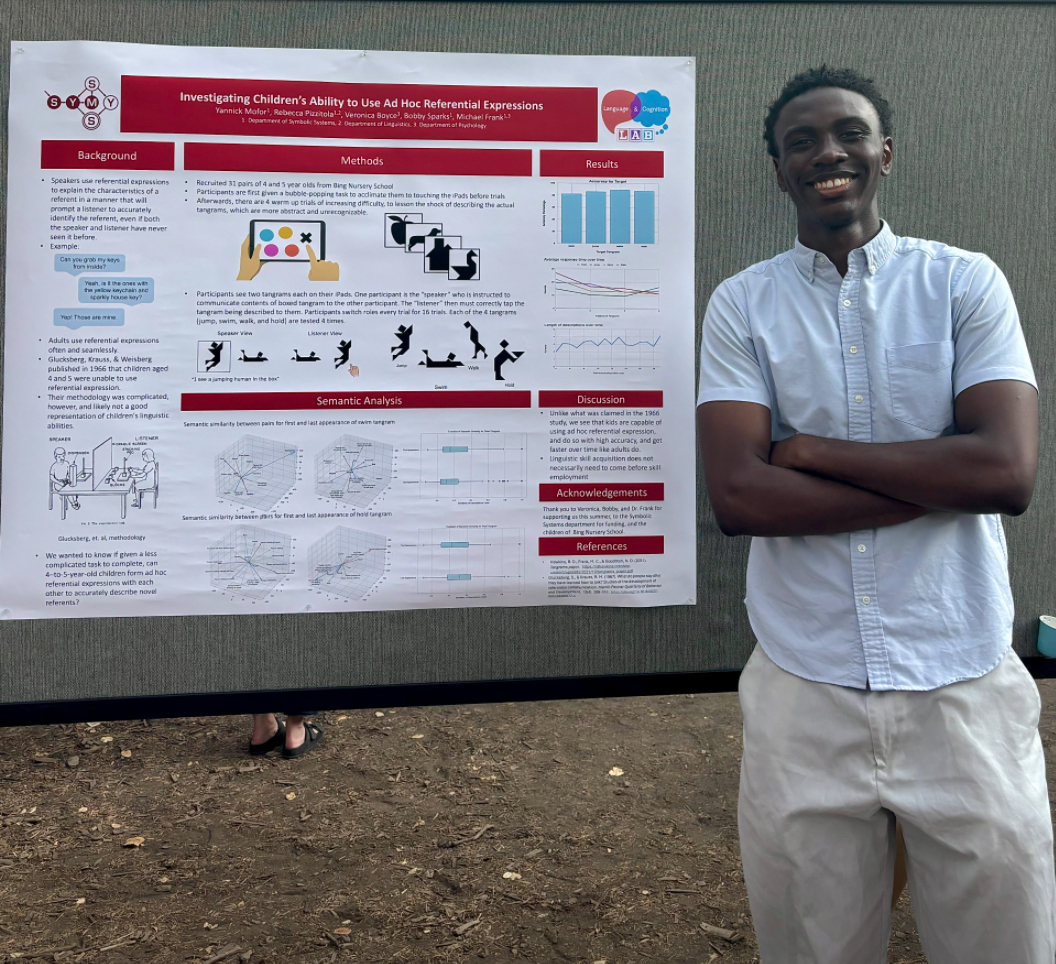 Investigating Children's Ability to Use Ad Hoc Referential Expressions
Yannick Mofor¹, Rebecca Pizzitola¹,², Veronica Boyce³, Bobby Sparks¹, Michael Frank¹,³
1 Department of Symbolic Systems, 2 Department of Linguistics, 3 Department of Psychology
S
S Y M Y
S
Language & Cognition
LAB
Background
• Speakers use referential expressions
to explain the characteristics of a
referent in a manner that will
prompt a listener to accurately
identify the referent, even if both
the speaker and listener have never
seen it before.
• Example:
Can you grab my keys
from inside?
Yeah, is it the ones with
the yellow keychain and
sparkly house key?
Yep! Those are mine
• Adults use referential expressions
often and seamlessly.
• Glucksberg, Krauss, & Weisberg
published in 1966 that children aged
4 and 5 were unable to use
referential expression.
• Their methodology was complicated,
however, and likely not a good
representation of children's linguistic
abilities.
SPEAKER
LISTENER
Glucksberg, et. al, methodology
• We wanted to know if given a less
complicated task to complete, can
4-to-5-year-old children form ad hoc
referential expressions with each
other to accurately describe novel
referents?
Methods
• Recruited 31 pairs of 4 and 5 year olds from Bing Nursery School
• Participants are first given a bubble-popping task to acclimate them to touching the iPads before trials.
• Afterwards, there are 4 warm up trials of increasing difficulty, to lesson the shock of describing the actual
tangrams, which are more abstract and unrecognizable.
• Participants see two tangrams each on their iPads. One participant is the "speaker" who is instructed to
communicate contents of boxed tangram to the other participant. The "listener" then must correctly tap the
tangram being described to them. Participants switch roles every trial for 16 trials. Each of the 4 tangrams
(jump, swim, walk, and hold) are tested 4 times.
Speaker View
Listener View
"I see a jumping human in the box"
Jump
Swim
Walk
Hold
Semantic Analysis
Semantic similarity between pairs for first and last appearance of swim tangram
Semantic similarity between pairs for first and last appearance of hold tangram
Results
Accuracy by Target
Target Tangram
Average response time over time
Length of descriptions over time
Discussion
• Unlike what was claimed in the 1966
study, we see that kids are capable of
using ad hoc referential expression,
and do so with high accuracy, and get
faster over time like adults do.
• Linguistic skill acquisition does not
necessarily need to come before skill
employment
Acknowledgements
Thank you to Veronica, Bobby, and Dr. Frank for
supporting us this summer, to the Symbolic
Systems department for funding, and the
children of Bing Nursery School
References